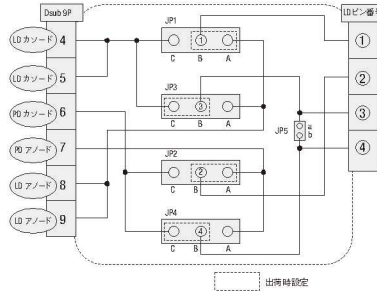 Dsub 9P
LDピン番号
LD カソード 4
LD カソード 5
PD カソード 6
PD アノード 7
LD アノード 8
LD アノード 9
JP1
1
C B A
JP3
3
C B A
JP2
2
C B A
JP4
4
C B A
JP5
a
b
①
②
③
④
出荷時設定